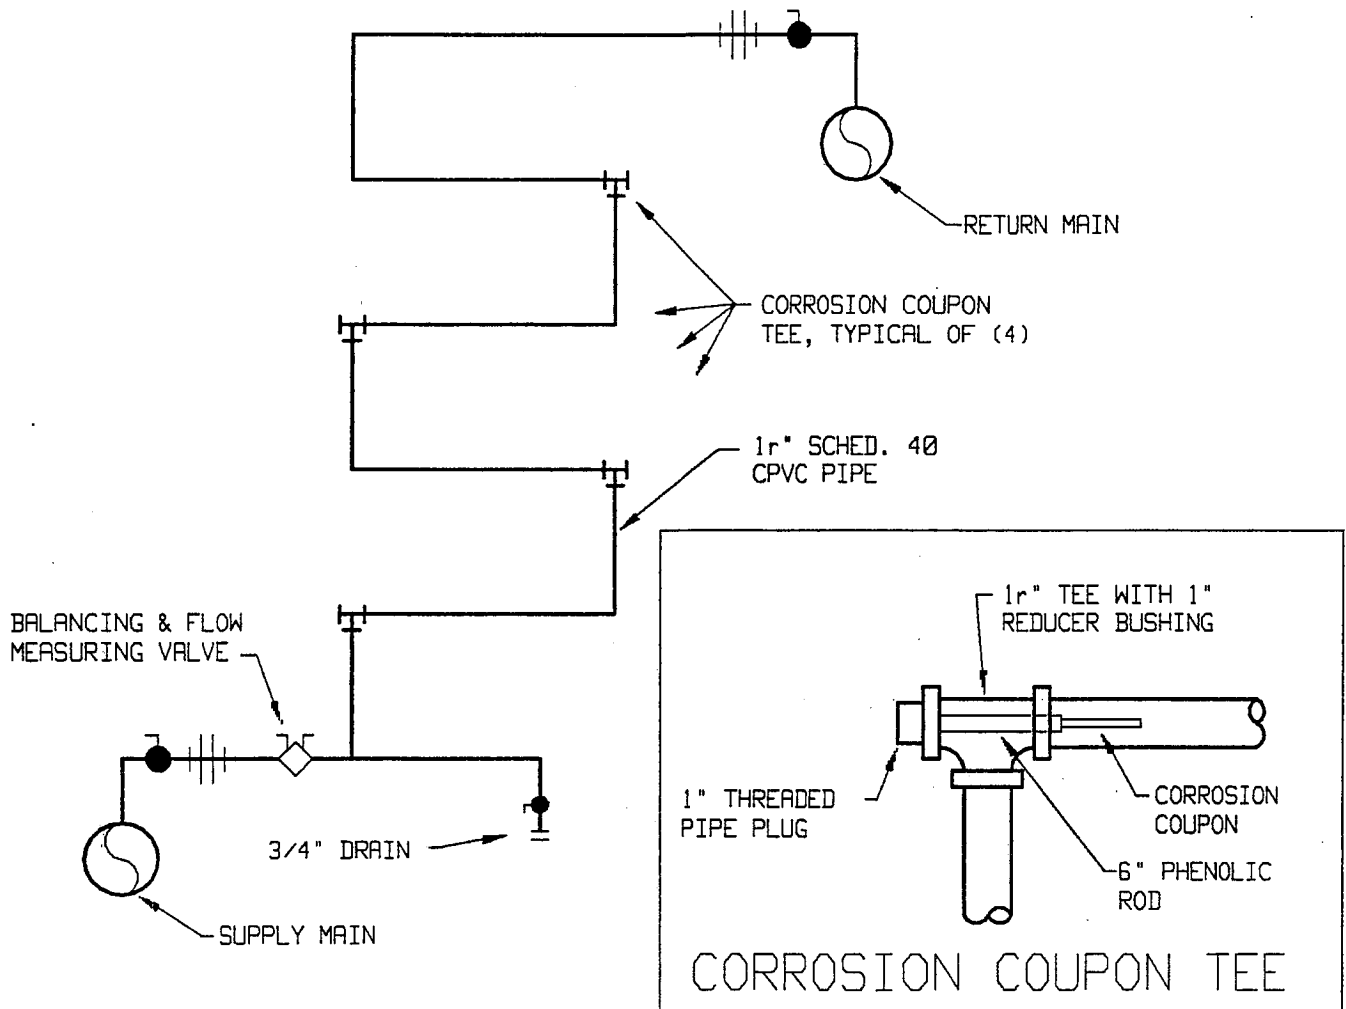 RETURN MAIN
CORROSION COUPON
TEE, TYPICAL OF (4)
1r" SCHED. 40
CPVC PIPE
BALANCING & FLOW
MEASURING VALVE
3/4" DRAIN
SUPPLY MAIN
1r" TEE WITH 1"
REDUCER BUSHING
1" THREADED
PIPE PLUG
CORROSION
COUPON
6" PHENOLIC
ROD
CORROSION COUPON TEE